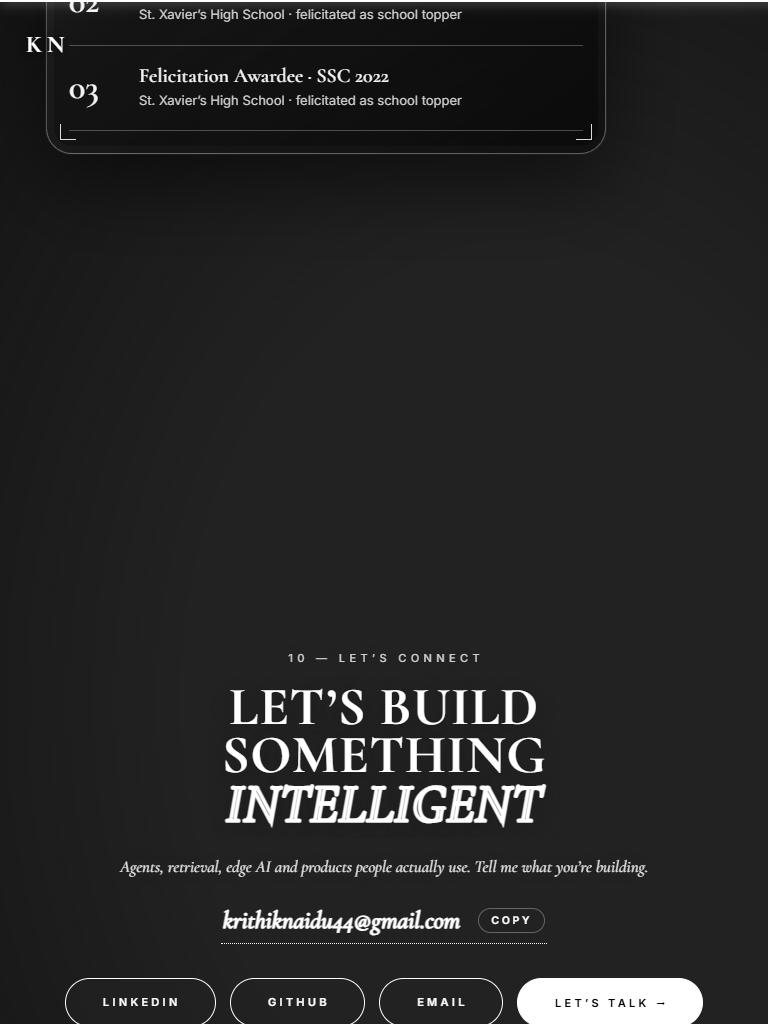 02
St. Xavier’s High School · felicitated as school topper
K N
03
Felicitation Awardee · SSC 2022
St. Xavier’s High School · felicitated as school topper
10 — LET’S CONNECT
LET’S BUILD
SOMETHING
INTELLIGENT
Agents, retrieval, edge AI and products people actually use. Tell me what you’re building.
krithiknaidu44@gmail.com COPY
LINKEDIN GITHUB EMAIL LET’S TALK →